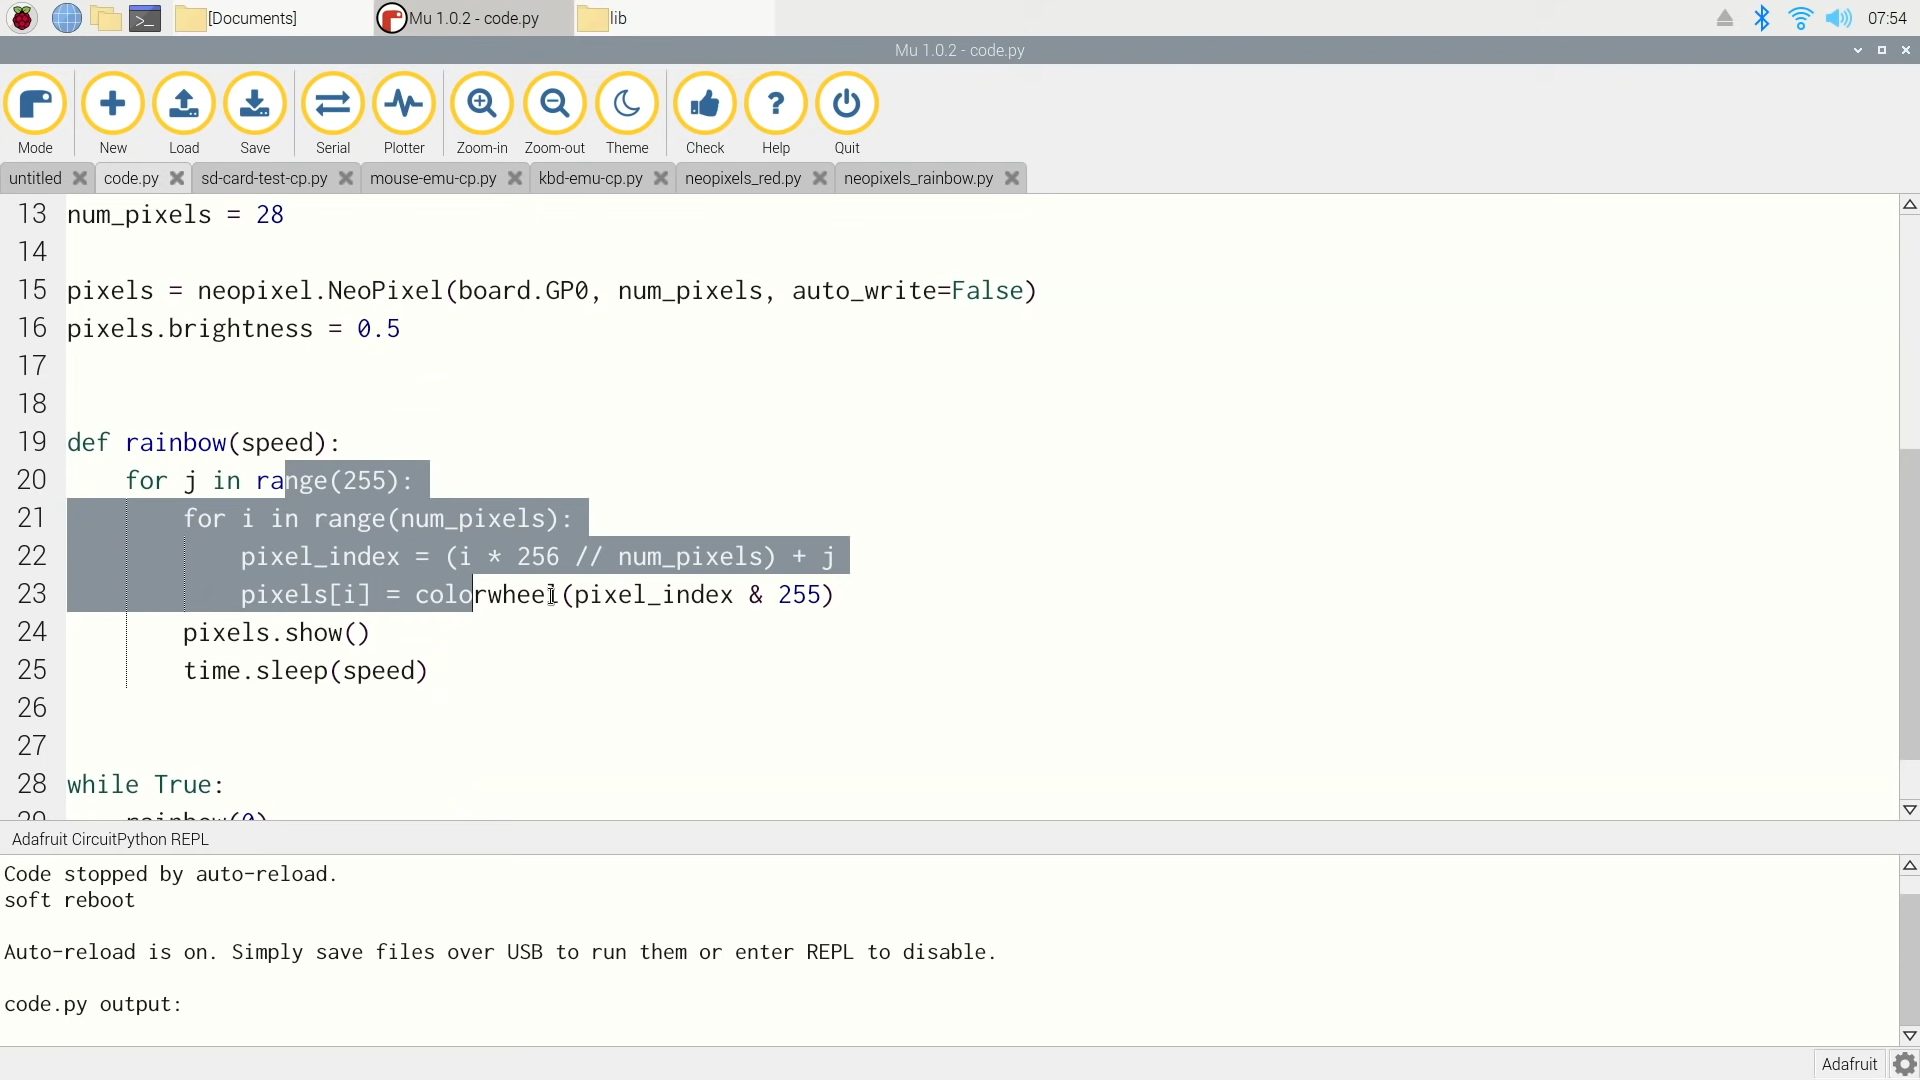 [Documents] Mu 1.0.2 - code.py lib 07:54
Mu 1.0.2 - code.py
Mode New Load Save Serial Plotter Zoom-in Zoom-out Theme Check Help Quit
untitled code.py sd-card-test-cp.py mouse-emu-cp.py kbd-emu-cp.py neopixels_red.py neopixels_rainbow.py
13 num_pixels = 28
14
15 pixels = neopixel.NeoPixel(board.GP0, num_pixels, auto_write=False)
16 pixels.brightness = 0.5
17
18
19 def rainbow(speed):
20     for j in range(255):
21         for i in range(num_pixels):
22             pixel_index = (i * 256 // num_pixels) + j
23             pixels[i] = colorwheel(pixel_index & 255)
24         pixels.show()
25         time.sleep(speed)
26
27
28 while True:
29     rainbow(0)
Adafruit CircuitPython REPL
Code stopped by auto-reload.
soft reboot
Auto-reload is on. Simply save files over USB to run them or enter REPL to disable.
code.py output:
Adafruit